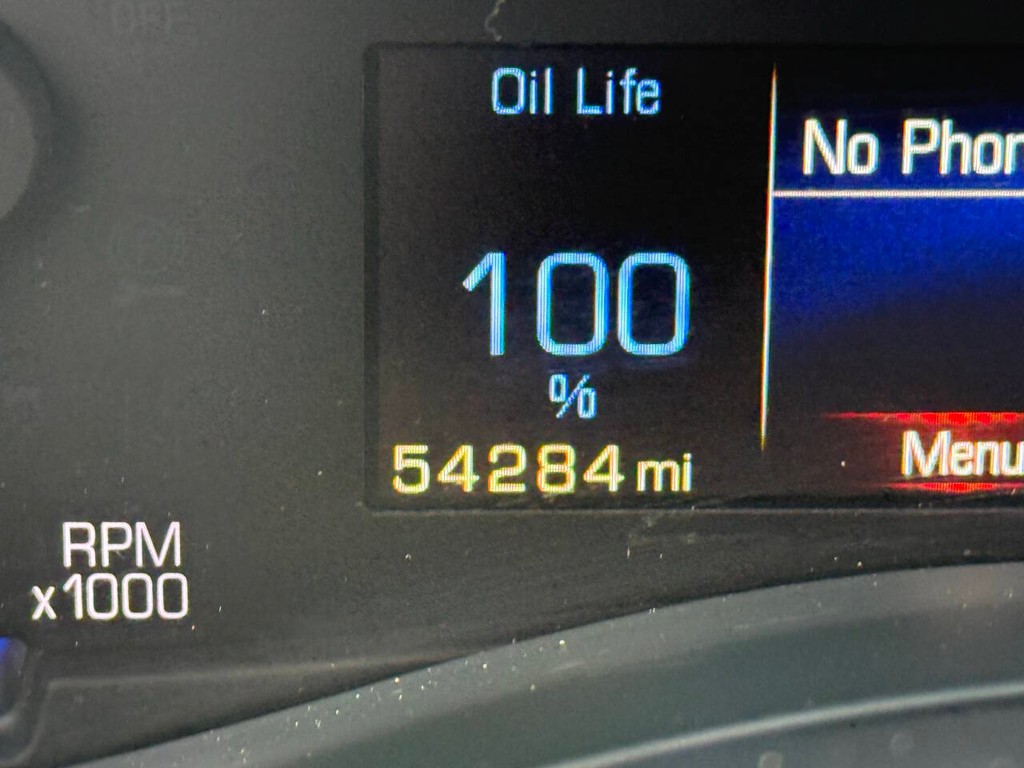 Oil Life
No Phon
100
%
Menu
54284 mi
RPM
x1000